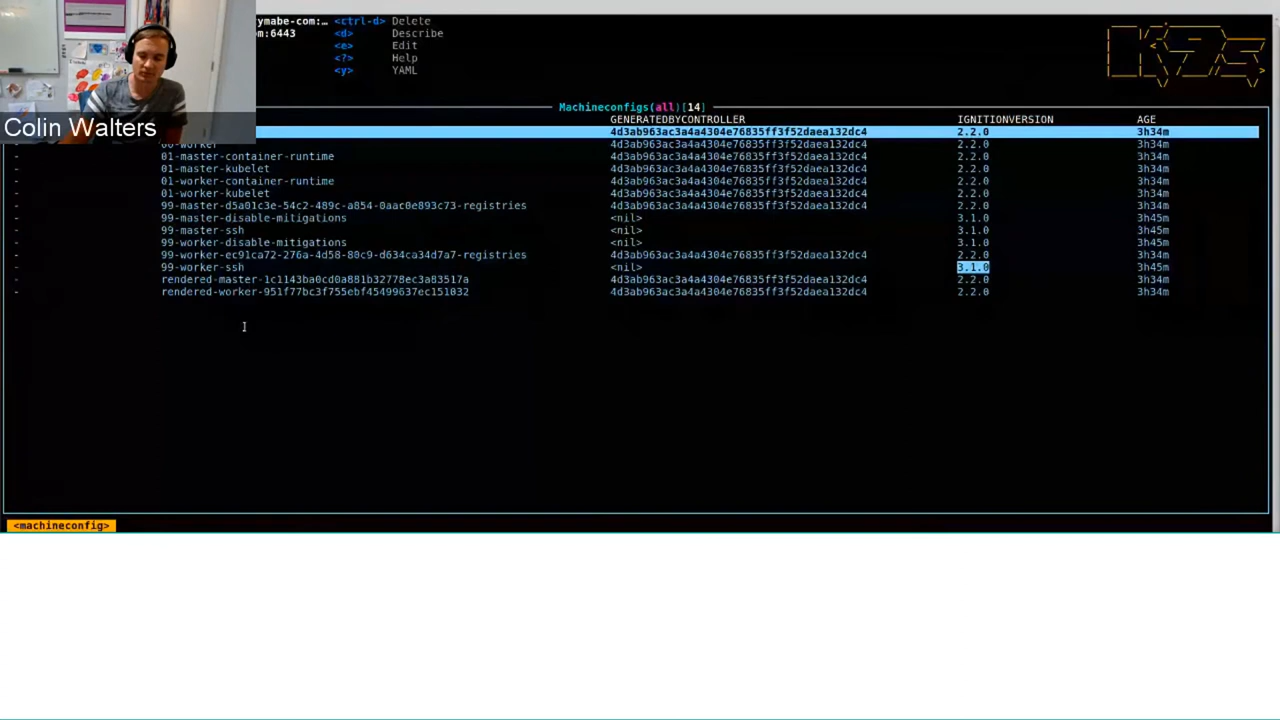 ymabe-com:… <ctrl-d> Delete
om:6443 <d> Describe
<e> Edit
<?> Help
<y> YAML
Colin Walters
Machineconfigs(all)[14]
GENERATEDBYCONTROLLER IGNITIONVERSION AGE
4d3ab963ac3a4a4304e76835ff3f52daea132dc4 2.2.0 3h34m
00-worker 4d3ab963ac3a4a4304e76835ff3f52daea132dc4 2.2.0 3h34m
- 01-master-container-runtime 4d3ab963ac3a4a4304e76835ff3f52daea132dc4 2.2.0 3h34m
- 01-master-kubelet 4d3ab963ac3a4a4304e76835ff3f52daea132dc4 2.2.0 3h34m
- 01-worker-container-runtime 4d3ab963ac3a4a4304e76835ff3f52daea132dc4 2.2.0 3h34m
- 01-worker-kubelet 4d3ab963ac3a4a4304e76835ff3f52daea132dc4 2.2.0 3h34m
- 99-master-d5a01c3e-54c2-489c-a854-0aac0e893c73-registries 4d3ab963ac3a4a4304e76835ff3f52daea132dc4 2.2.0 3h34m
- 99-master-disable-mitigations <nil> 3.1.0 3h45m
- 99-master-ssh <nil> 3.1.0 3h45m
- 99-worker-disable-mitigations <nil> 3.1.0 3h45m
- 99-worker-ec91ca72-276a-4d58-80c9-d634ca34d7a7-registries 4d3ab963ac3a4a4304e76835ff3f52daea132dc4 2.2.0 3h34m
- 99-worker-ssh <nil> 3.1.0 3h45m
- rendered-master-1c1143ba0cd0a881b32778ec3a83517a 4d3ab963ac3a4a4304e76835ff3f52daea132dc4 2.2.0 3h34m
- rendered-worker-951f77bc3f755ebf45499637ec151032 4d3ab963ac3a4a4304e76835ff3f52daea132dc4 2.2.0 3h34m
<machineconfig>